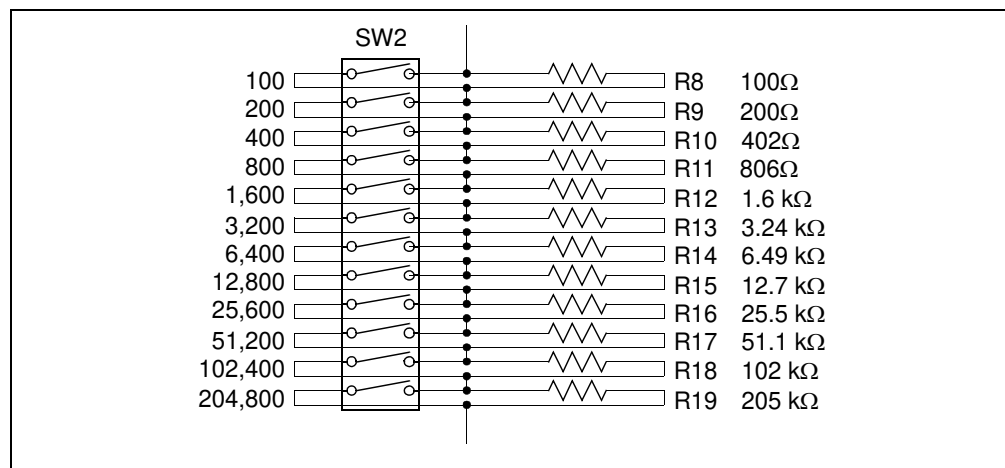 SW2
100 R8 100Ω
200 R9 200Ω
400 R10 402Ω
800 R11 806Ω
1,600 R12 1.6 kΩ
3,200 R13 3.24 kΩ
6,400 R14 6.49 kΩ
12,800 R15 12.7 kΩ
25,600 R16 25.5 kΩ
51,200 R17 51.1 kΩ
102,400 R18 102 kΩ
204,800 R19 205 kΩ